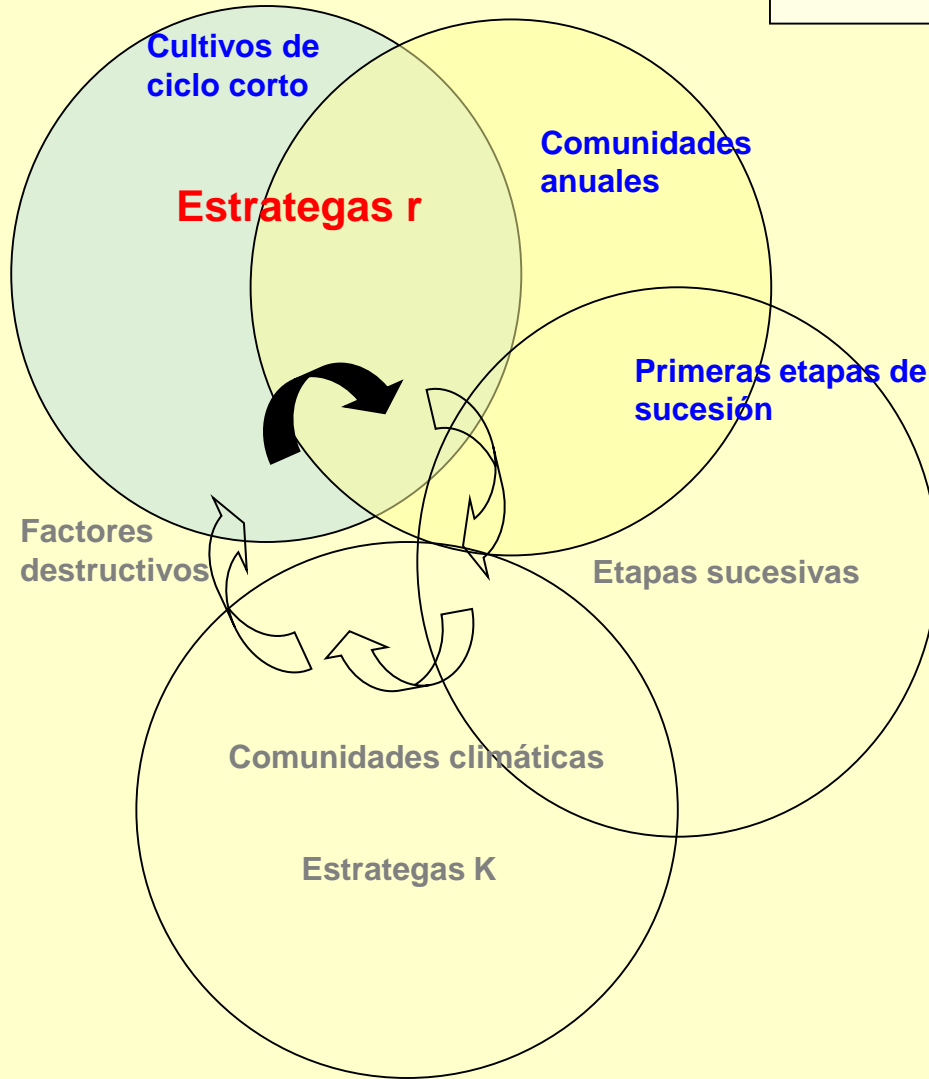 Cultivos de
ciclo corto
Comunidades
anuales
Estrategas r
Primeras etapas de
sucesión
Factores
destructivos
Etapas sucesivas
Comunidades climáticas
Estrategas K